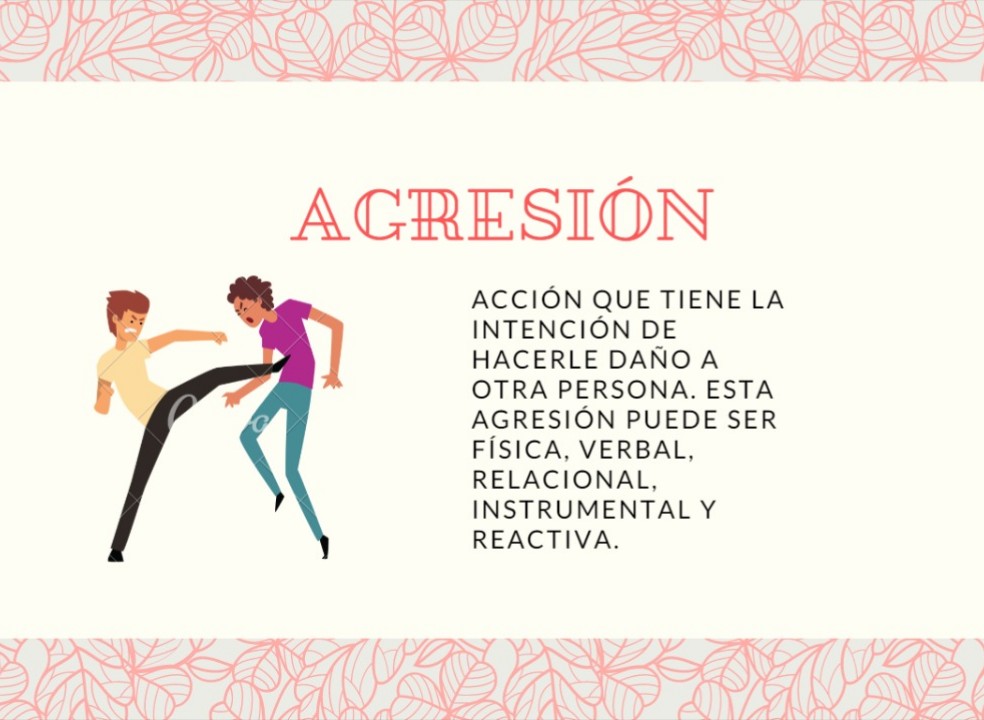 AGRESIÓN
ACCIÓN QUE TIENE LA
INTENCIÓN DE
HACERLE DAÑO A
OTRA PERSONA. ESTA
AGRESIÓN PUEDE SER
FÍSICA, VERBAL,
RELACIONAL,
INSTRUMENTAL Y
REACTIVA.